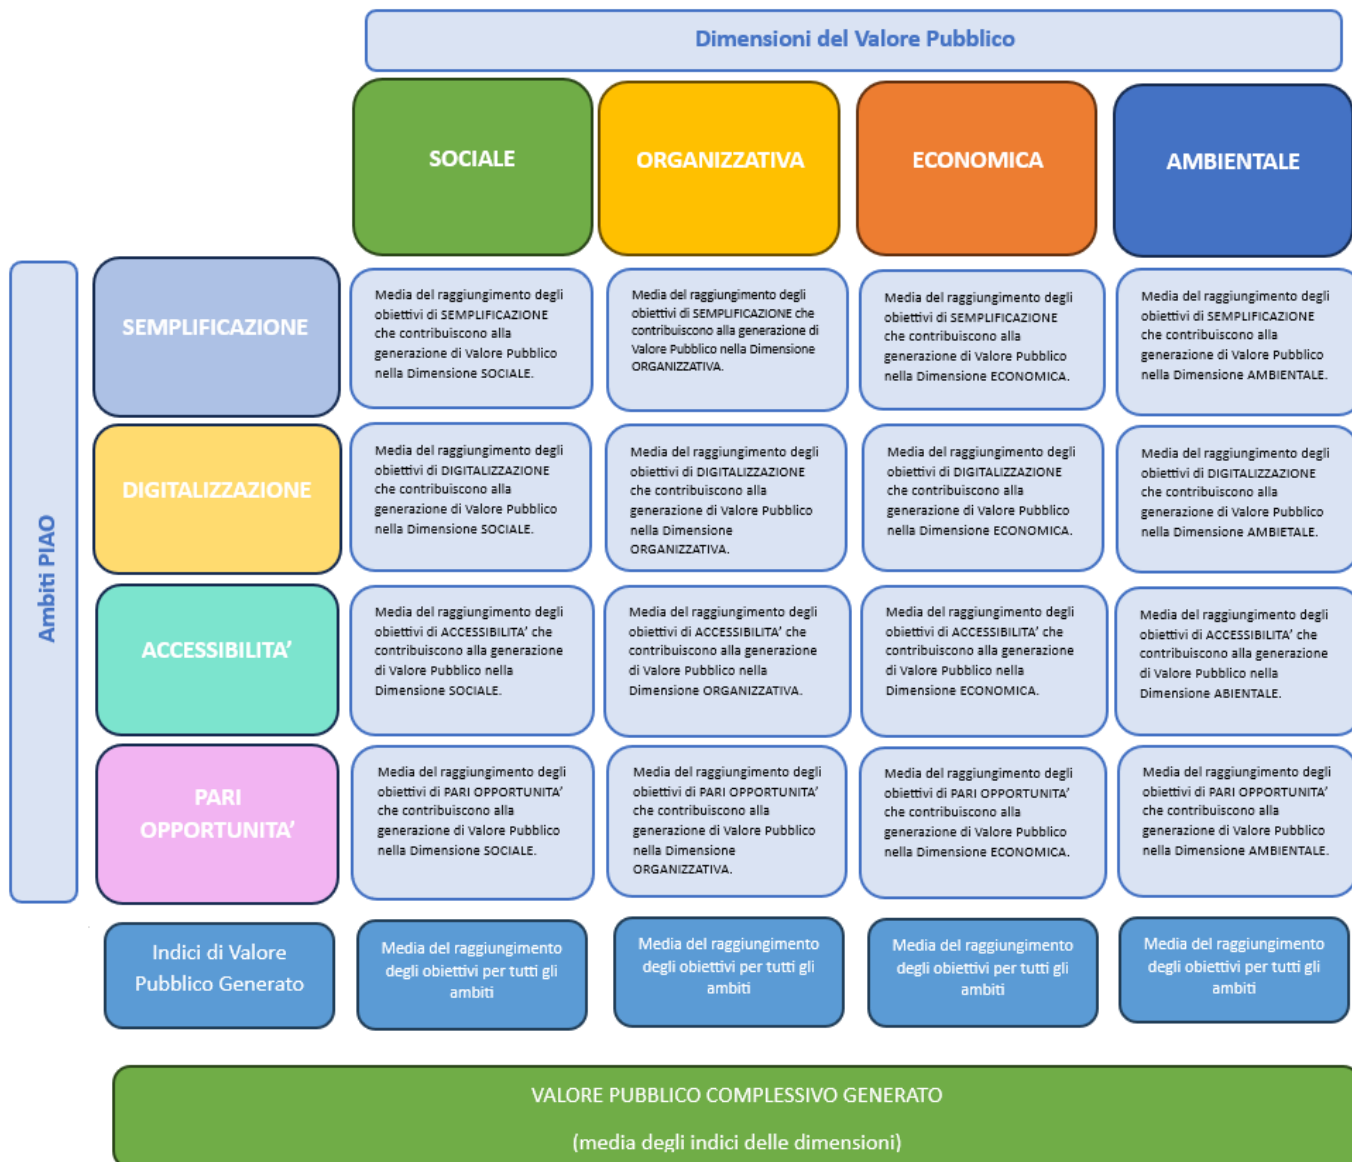 Dimensioni del Valore Pubblico
SOCIALE
ORGANIZZATIVA
ECONOMICA
AMBIENTALE
Ambiti PIAO
SEMPLIFICAZIONE
Media del raggiungimento degli
obiettivi di SEMPLIFICAZIONE
che contribuiscono alla
generazione di Valore Pubblico
nella Dimensione SOCIALE.
Media del raggiungimento degli
obiettivi di SEMPLIFICAZIONE che
contribuiscono alla generazione di
Valore Pubblico nella Dimensione
ORGANIZZATIVA.
Media del raggiungimento degli
obiettivi di SEMPLIFICAZIONE
che contribuiscono alla
generazione di Valore Pubblico
nella Dimensione ECONOMICA.
Media del raggiungimento degli
obiettivi di SEMPLIFICAZIONE
che contribuiscono alla
generazione di Valore Pubblico
nella Dimensione AMBIENTALE.
DIGITALIZZAZIONE
Media del raggiungimento degli
obiettivi di DIGITALIZZAZIONE
che contribuiscono alla
generazione di Valore Pubblico
nella Dimensione SOCIALE.
Media del raggiungimento degli
obiettivi di DIGITALIZZAZIONE
che contribuiscono alla
generazione di Valore Pubblico
nella Dimensione
ORGANIZZATIVA.
Media del raggiungimento degli
obiettivi di DIGITALIZZAZIONE
che contribuiscono alla
generazione di Valore Pubblico
nella Dimensione ECONOMICA.
Media del raggiungimento degli
obiettivi di DIGITALIZZAZIONE
che contribuiscono alla
generazione di Valore Pubblico
nella Dimensione AMBIETALE.
ACCESSIBILITA’
Media del raggiungimento degli
obiettivi di ACCESSIBILITA’ che
contribuiscono alla generazione
di Valore Pubblico nella
Dimensione SOCIALE.
Media del raggiungimento degli
obiettivi di ACCESSIBILITA’ che
contribuiscono alla generazione
di Valore Pubblico nella
Dimensione ORGANIZZATIVA.
Media del raggiungimento degli
obiettivi di ACCESSIBILITA’ che
contribuiscono alla generazione
di Valore Pubblico nella
Dimensione ECONOMICA.
Media del raggiungimento degli
obiettivi di ACCESSIBILITA’ che
contribuiscono alla generazione
di Valore Pubblico nella
Dimensione ABIENTALE.
PARI
OPPORTUNITA’
Media del raggiungimento degli
obiettivi di PARI OPPORTUNITA’
che contribuiscono alla
generazione di Valore Pubblico
nella Dimensione SOCIALE.
Media del raggiungimento degli
obiettivi di PARI OPPORTUNITA’
che contribuiscono alla
generazione di Valore Pubblico
nella Dimensione
ORGANIZZATIVA.
Media del raggiungimento degli
obiettivi di PARI OPPORTUNITA’
che contribuiscono alla
generazione di Valore Pubblico
nella Dimensione ECONOMICA.
Media del raggiungimento degli
obiettivi di PARI OPPORTUNITA’
che contribuiscono alla
generazione di Valore Pubblico
nella Dimensione AMBIENTALE.
Indici di Valore
Pubblico Generato
Media del raggiungimento
degli obiettivi per tutti gli
ambiti
Media del raggiungimento
degli obiettivi per tutti gli
ambiti
Media del raggiungimento
degli obiettivi per tutti gli
ambiti
Media del raggiungimento
degli obiettivi per tutti gli
ambiti
VALORE PUBBLICO COMPLESSIVO GENERATO
(media degli indici delle dimensioni)